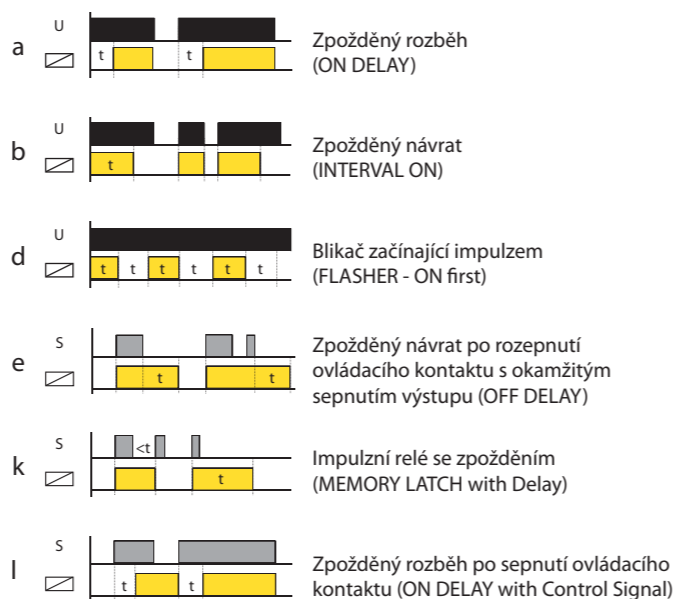 U
a
t
t
Zpožděný rozběh
(ON DELAY)
U
b
t
Zpožděný návrat
(INTERVAL ON)
U
d
t t t t t t
Blikač začínající impulzem
(FLASHER - ON first)
S
e
t
t
Zpožděný návrat po rozepnutí
ovládacího kontaktu s okamžitým
sepnutím výstupu (OFF DELAY)
S
<t
k
t
Impulzní relé se zpožděním
(MEMORY LATCH with Delay)
S
l
t
t
Zpožděný rozběh po sepnutí ovládacího
kontaktu (ON DELAY with Control Signal)